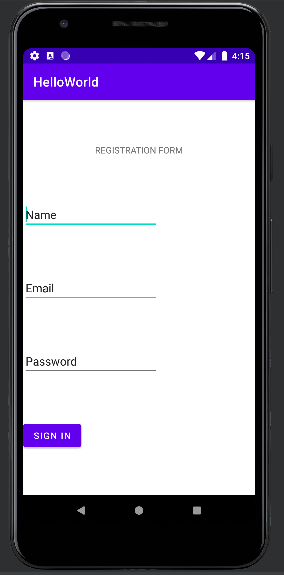 4:15
HelloWorld
REGISTRATION FORM
Name
Email
Password
SIGN IN